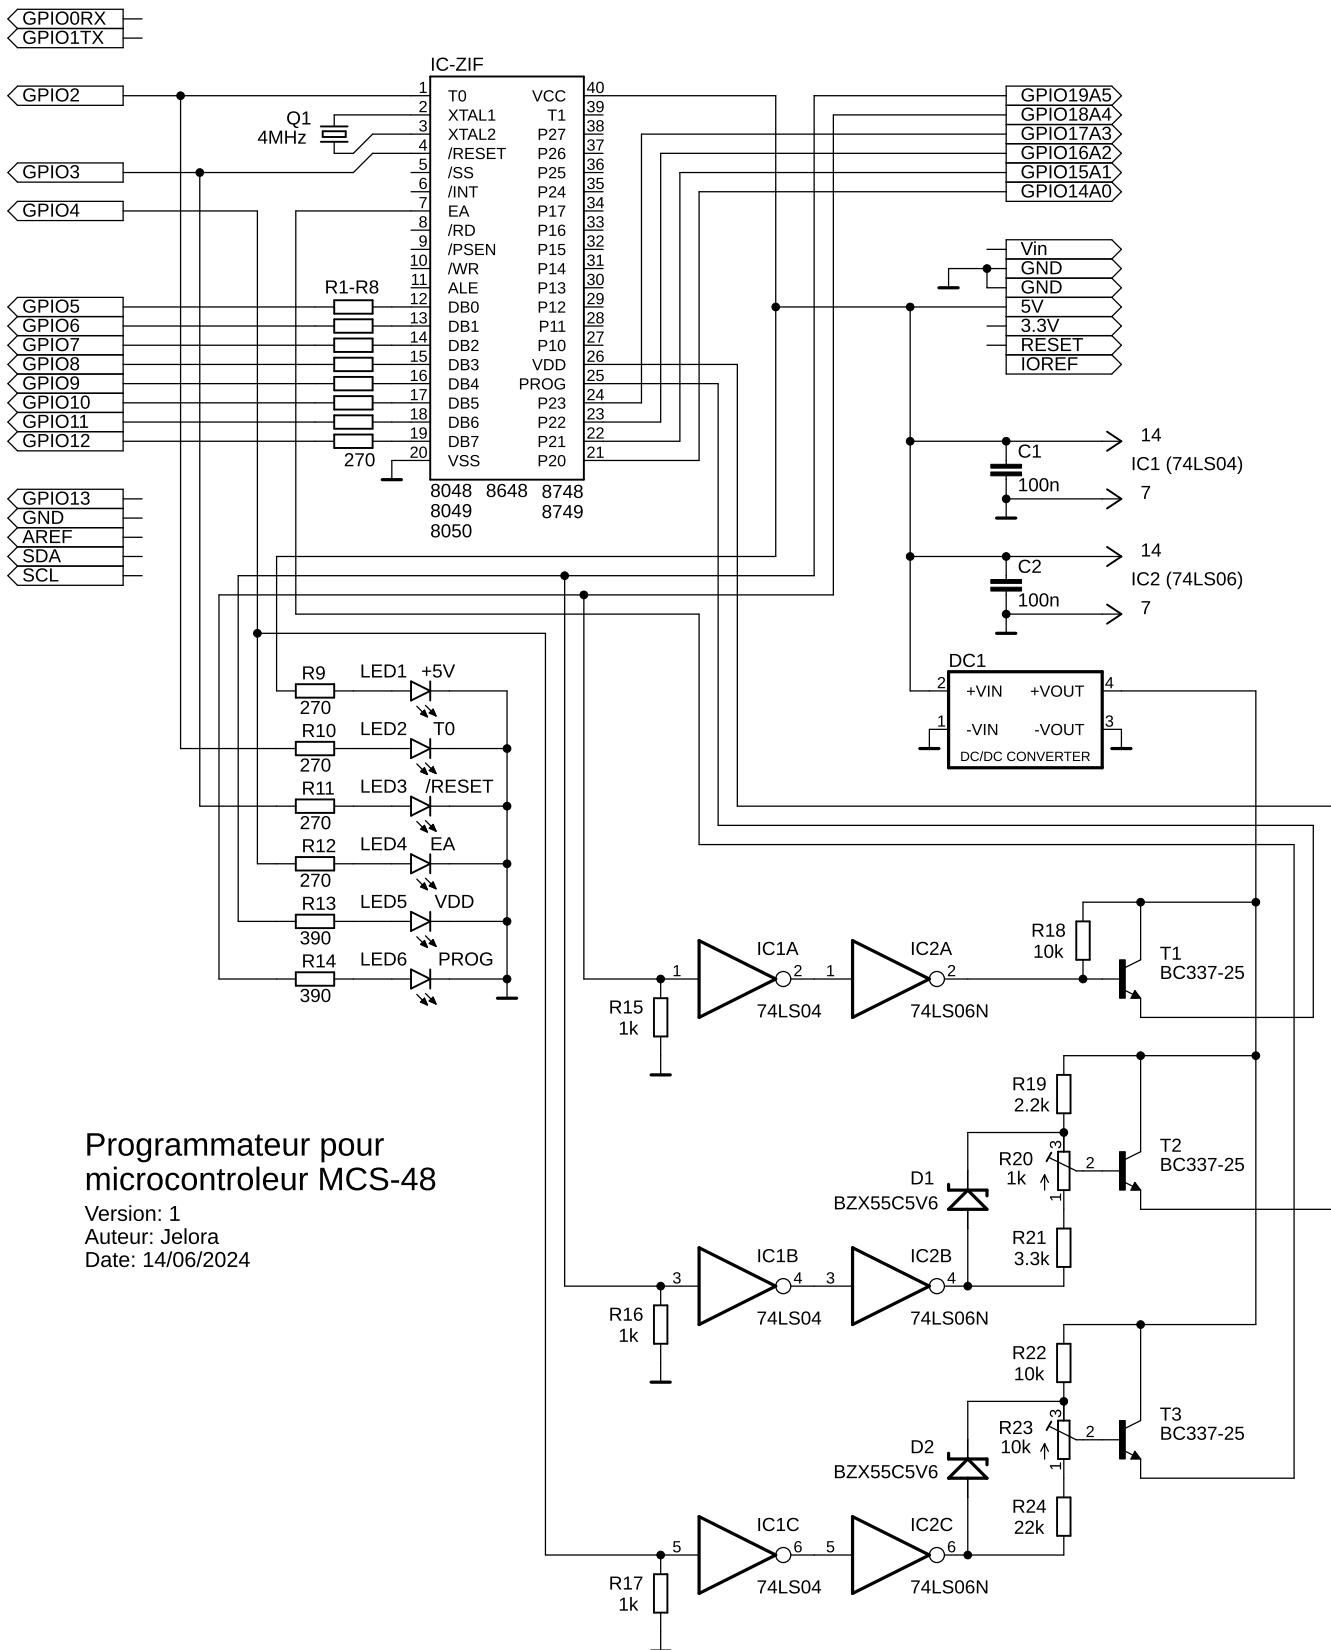 GPIO0RX
GPIO1TX
GPIO2
GPIO3
GPIO4
GPIO5
GPIO6
GPIO7
GPIO8
GPIO9
GPIO10
GPIO11
GPIO12
GPIO13
GND
AREF
SDA
SCL
Q1
4MHz
R1-R8
270
IC-ZIF
1 T0 VCC 40
2 XTAL1 T1 39
3 XTAL2 P27 38
4 /RESET P26 37
5 /SS P25 36
6 /INT P24 35
7 EA P17 34
8 /RD P16 33
9 /PSEN P15 32
10 /WR P14 31
11 ALE P13 30
12 DB0 P12 29
13 DB1 P11 28
14 DB2 P10 27
15 DB3 VDD 26
16 DB4 PROG 25
17 DB5 P23 24
18 DB6 P22 23
19 DB7 P21 22
20 VSS P20 21
8048 8648 8748
8049 8749
8050
GPIO19A5
GPIO18A4
GPIO17A3
GPIO16A2
GPIO15A1
GPIO14A0
Vin
GND
GND
5V
3.3V
RESET
IOREF
14
C1
IC1 (74LS04)
100n
7
14
C2
IC2 (74LS06)
100n
7
DC1
2 +VIN +VOUT 4
1 -VIN -VOUT 3
DC/DC CONVERTER
R9 LED1 +5V
270
R10 LED2 T0
270
R11 LED3 /RESET
270
R12 LED4 EA
270
R13 LED5 VDD
390
R14 LED6 PROG
390
R15
1k
1 IC1A 2
74LS04
1 IC2A 2
74LS06N
R18
10k
T1
BC337-25
R19
2.2k
R20
1k
3
2
1
T2
BC337-25
D1
BZX55C5V6
R21
3.3k
R16
1k
3 IC1B 4
74LS04
3 IC2B 4
74LS06N
R22
10k
R23
10k
3
2
1
T3
BC337-25
D2
BZX55C5V6
R24
22k
R17
1k
5 IC1C 6
74LS04
5 IC2C 6
74LS06N
Programmateur pour
microcontroleur MCS-48
Version: 1
Auteur: Jelora
Date: 14/06/2024